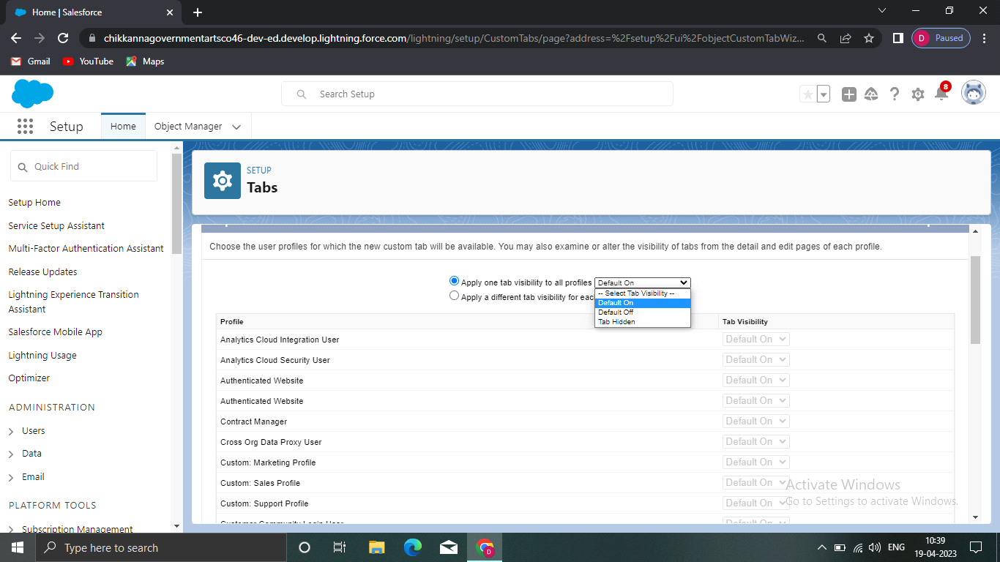 Home | Salesforce
chikkannagovernmentartsco46-dev-ed.develop.lightning.force.com/lightning/setup/CustomTabs/page?address=%2Fsetup%2Fui%2FobjectCustomTabWiz...
D Paused
Gmail YouTube Maps
Search Setup
8
Setup Home Object Manager
Quick Find
Setup Home
Service Setup Assistant
Multi-Factor Authentication Assistant
Release Updates
Lightning Experience Transition
Assistant
Salesforce Mobile App
Lightning Usage
Optimizer
ADMINISTRATION
Users
Data
Email
PLATFORM TOOLS
Subscription Management
SETUP
Tabs
Choose the user profiles for which the new custom tab will be available. You may also examine or alter the visibility of tabs from the detail and edit pages of each profile.
Apply one tab visibility to all profiles Default On
Apply a different tab visibility for eac
-- Select Tab Visibility --
Default On
Default Off
Tab Hidden
Profile Tab Visibility
Analytics Cloud Integration User Default On
Analytics Cloud Security User Default On
Authenticated Website Default On
Authenticated Website Default On
Contract Manager Default On
Cross Org Data Proxy User Default On
Custom: Marketing Profile Default On
Custom: Sales Profile Default On
Custom: Support Profile Default On
Customer Community Login User Default On
Activate Windows
Go to Settings to activate Windows.
Type here to search
D
ENG
10:39
19-04-2023